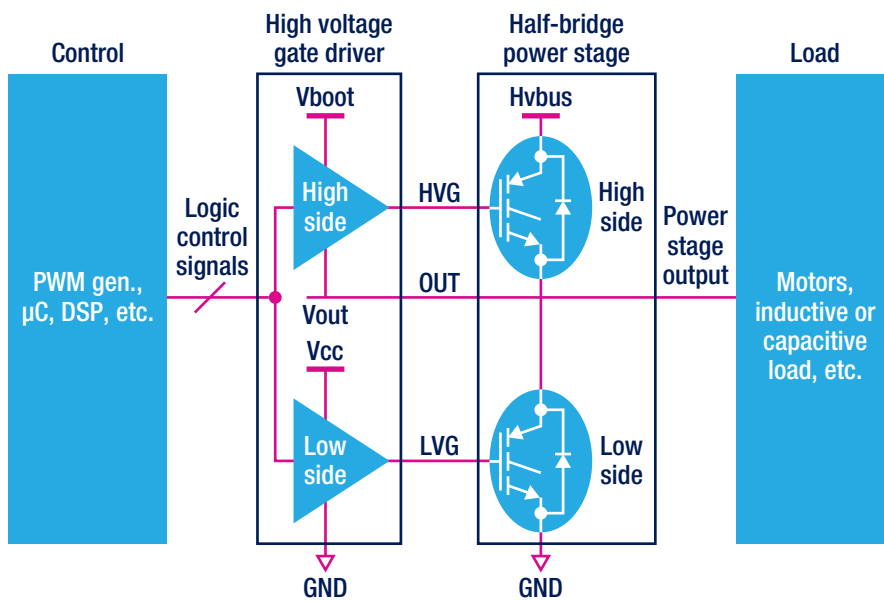 Control
High voltage
gate driver
Half-bridge
power stage
Load
PWM gen.,
µC, DSP, etc.
Logic
control
signals
Vboot
High
side
Vout
Vcc
Low
side
GND
HVG
OUT
LVG
Hvbus
High
side
Low
side
GND
Power
stage
output
Motors,
inductive or
capacitive
load, etc.